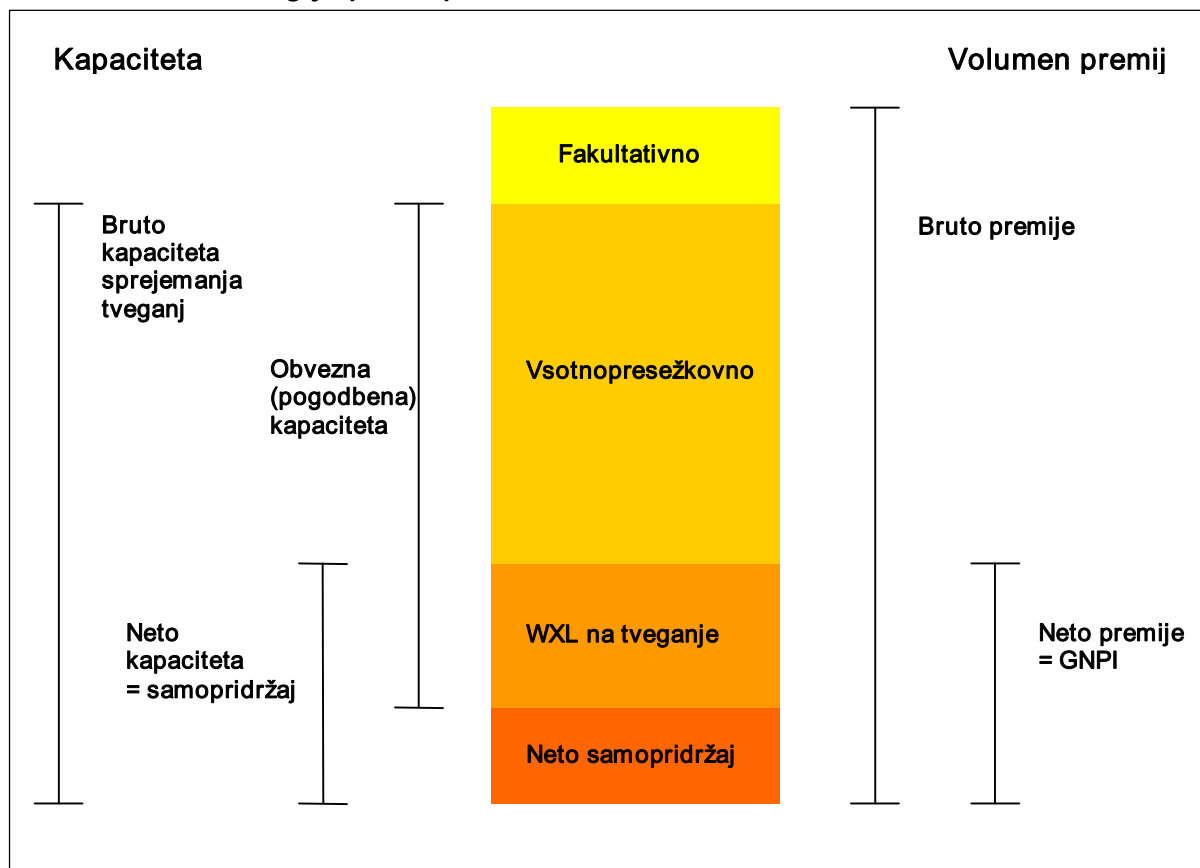 Kapaciteta
Volumen premij
Fakultativno
Bruto
kapaciteta
sprejemanja
tveganj
Bruto premije
Obvezna
(pogodbena)
kapaciteta
Vsotnopresežkovno
Neto
kapaciteta
= samopridržaj
WXL na tveganje
Neto premije
= GNPI
Neto samopridržaj